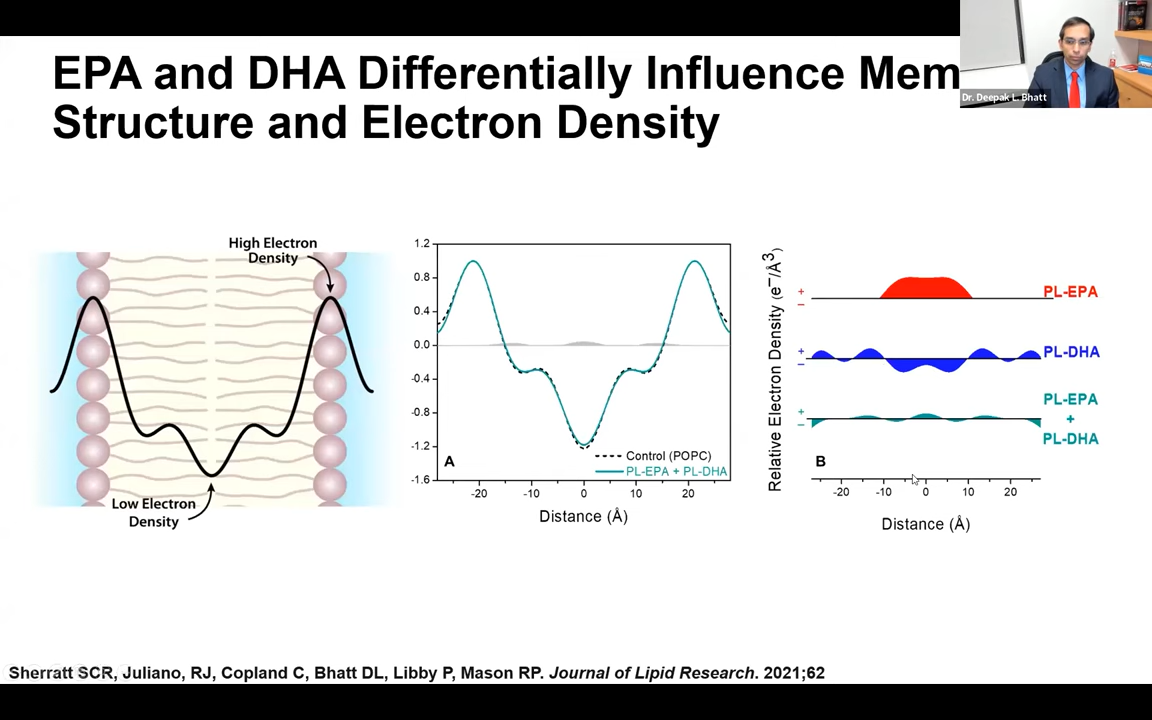 EPA and DHA Differentially Influence Mem
Structure and Electron Density
Dr. Deepak L. Bhatt
High Electron
Density
Low Electron
Density
1.2
0.8
0.4
0.0
-0.4
-0.8
-1.2
-1.6
A
Control (POPC)
PL-EPA + PL-DHA
-20 -10 0 10 20
Distance (Å)
Relative Electron Density (e⁻/Å³)
+
−
PL-EPA
+
−
PL-DHA
+
−
PL-EPA
+
PL-DHA
B
-20 -10 0 10 20
Distance (Å)
Sherratt SCR, Juliano, RJ, Copland C, Bhatt DL, Libby P, Mason RP. Journal of Lipid Research. 2021;62